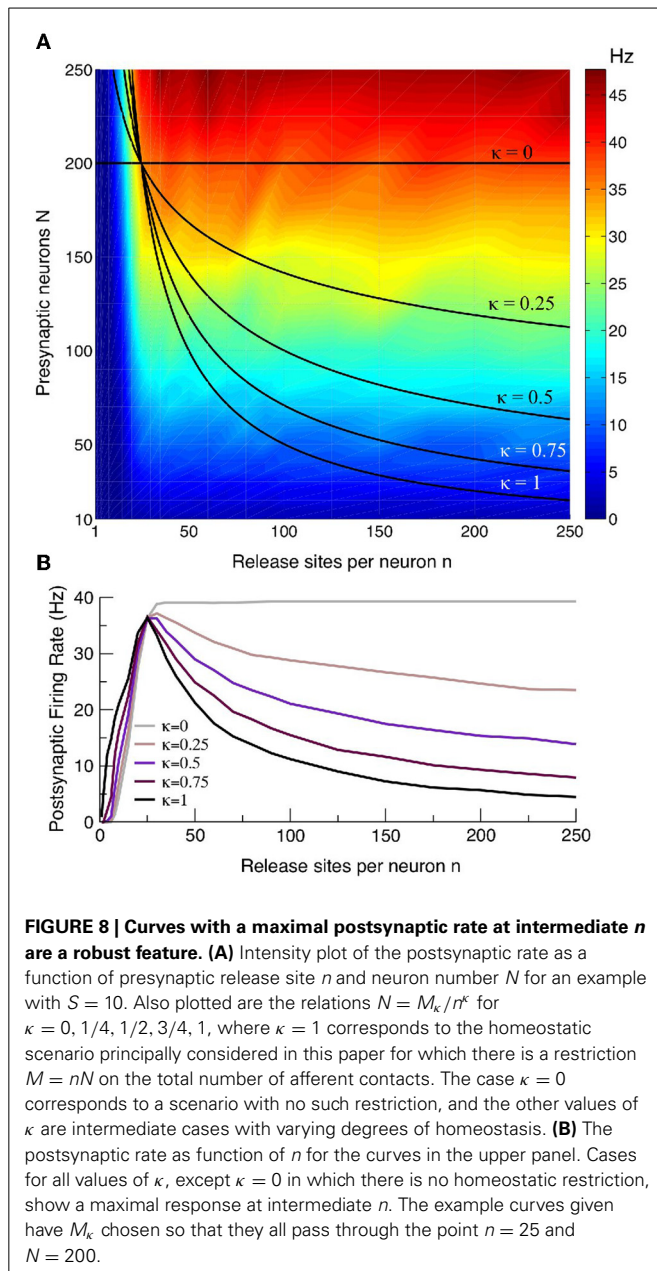 A
Hz
250
200
150
100
50
10
Presynaptic neurons N
κ = 0
κ = 0.25
κ = 0.5
κ = 0.75
κ = 1
1 50 100 150 200 250
Release sites per neuron n
45
40
35
30
25
20
15
10
5
0
B
40
30
20
10
0
Postsynaptic Firing Rate (Hz)
κ=0
κ=0.25
κ=0.5
κ=0.75
κ=1
0 50 100 150 200 250
Release sites per neuron n
FIGURE 8 | Curves with a maximal postsynaptic rate at intermediate n
are a robust feature. (A) Intensity plot of the postsynaptic rate as a
function of presynaptic release site n and neuron number N for an example
with S = 10. Also plotted are the relations N = Mκ/nᵏ for
κ = 0, 1/4, 1/2, 3/4, 1, where κ = 1 corresponds to the homeostatic
scenario principally considered in this paper for which there is a restriction
M = nN on the total number of afferent contacts. The case κ = 0
corresponds to a scenario with no such restriction, and the other values of
κ are intermediate cases with varying degrees of homeostasis. (B) The
postsynaptic rate as function of n for the curves in the upper panel. Cases
for all values of κ, except κ = 0 in which there is no homeostatic restriction,
show a maximal response at intermediate n. The example curves given
have Mκ chosen so that they all pass through the point n = 25 and
N = 200.